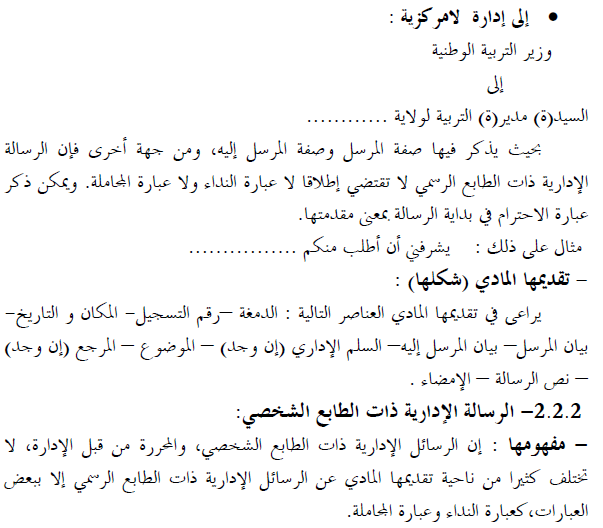 • إلى إدارة لامركزية :
وزير التربية الوطنية
إلى
السيد(ة) مدير(ة) التربية لولاية ............
بحيث يذكر فيها صفة المرسل وصفة المرسل إليه، ومن جهة أخرى فإن الرسالة
الإدارية ذات الطابع الرسمي لا تقتضي إطلاقا لا عبارة النداء ولا عبارة المجاملة. ويمكن ذكر
عبارة الاحترام في بداية الرسالة بمعنى مقدمتها.
مثال على ذلك : يشرفني أن أطلب منكم ................
– تقديمها المادي (شكلها) :
يراعى في تقديمها المادي العناصر التالية : الدمغة –رقم التسجيل– المكان و التاريخ–
بيان المرسل– بيان المرسل إليه– السلم الإداري (إن وجد) – الموضوع – المرجع (إن وجد)
– نص الرسالة – الإمضاء .
2.2.2– الرسالة الإدارية ذات الطابع الشخصي:
– مفهومها : إن الرسائل الإدارية ذات الطابع الشخصي، والمحررة من قبل الإدارة، لا
تختلف كثيرا من ناحية تقديمها المادي عن الرسائل الإدارية ذات الطابع الرسمي إلا ببعض
العبارات،كعبارة النداء وعبارة المجاملة.